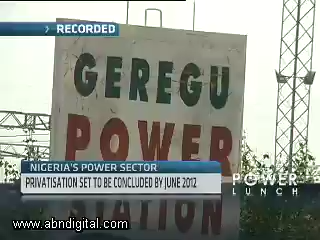 RECORDED
GEREGU
POWER
NIGERIA'S POWER SECTOR
PRIVATISATION SET TO BE CONCLUDED BY JUNE 2012
POWER
LUNCH
STATION
www.abndigital.com